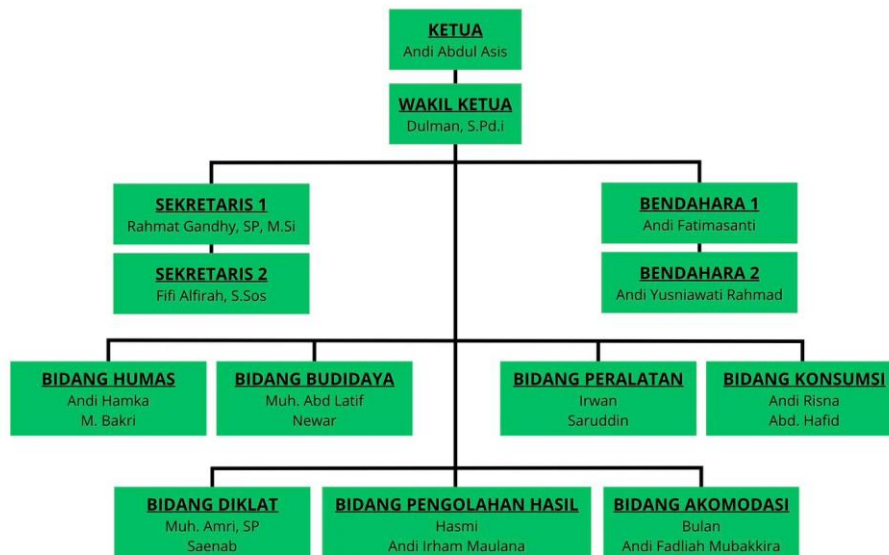 KETUA
Andi Abdul Asis
WAKIL KETUA
Dulman, S.Pd.i
SEKRETARIS 1
Rahmat Gandhy, SP, M.Si
BENDAHARA 1
Andi Fatimasanti
SEKRETARIS 2
Fifi Alfirah, S.Sos
BENDAHARA 2
Andi Yusniawati Rahmad
BIDANG HUMAS
Andi Hamka
M. Bakri
BIDANG BUDIDAYA
Muh. Abd Latif
Newar
BIDANG PERALATAN
Irwan
Saruddin
BIDANG KONSUMSI
Andi Risna
Abd. Hafid
BIDANG DIKLAT
Muh. Amri, SP
Saenab
BIDANG PENGOLAHAN HASIL
Hasmi
Andi Irham Maulana
BIDANG AKOMODASI
Bulan
Andi Fadliah Mubakkira